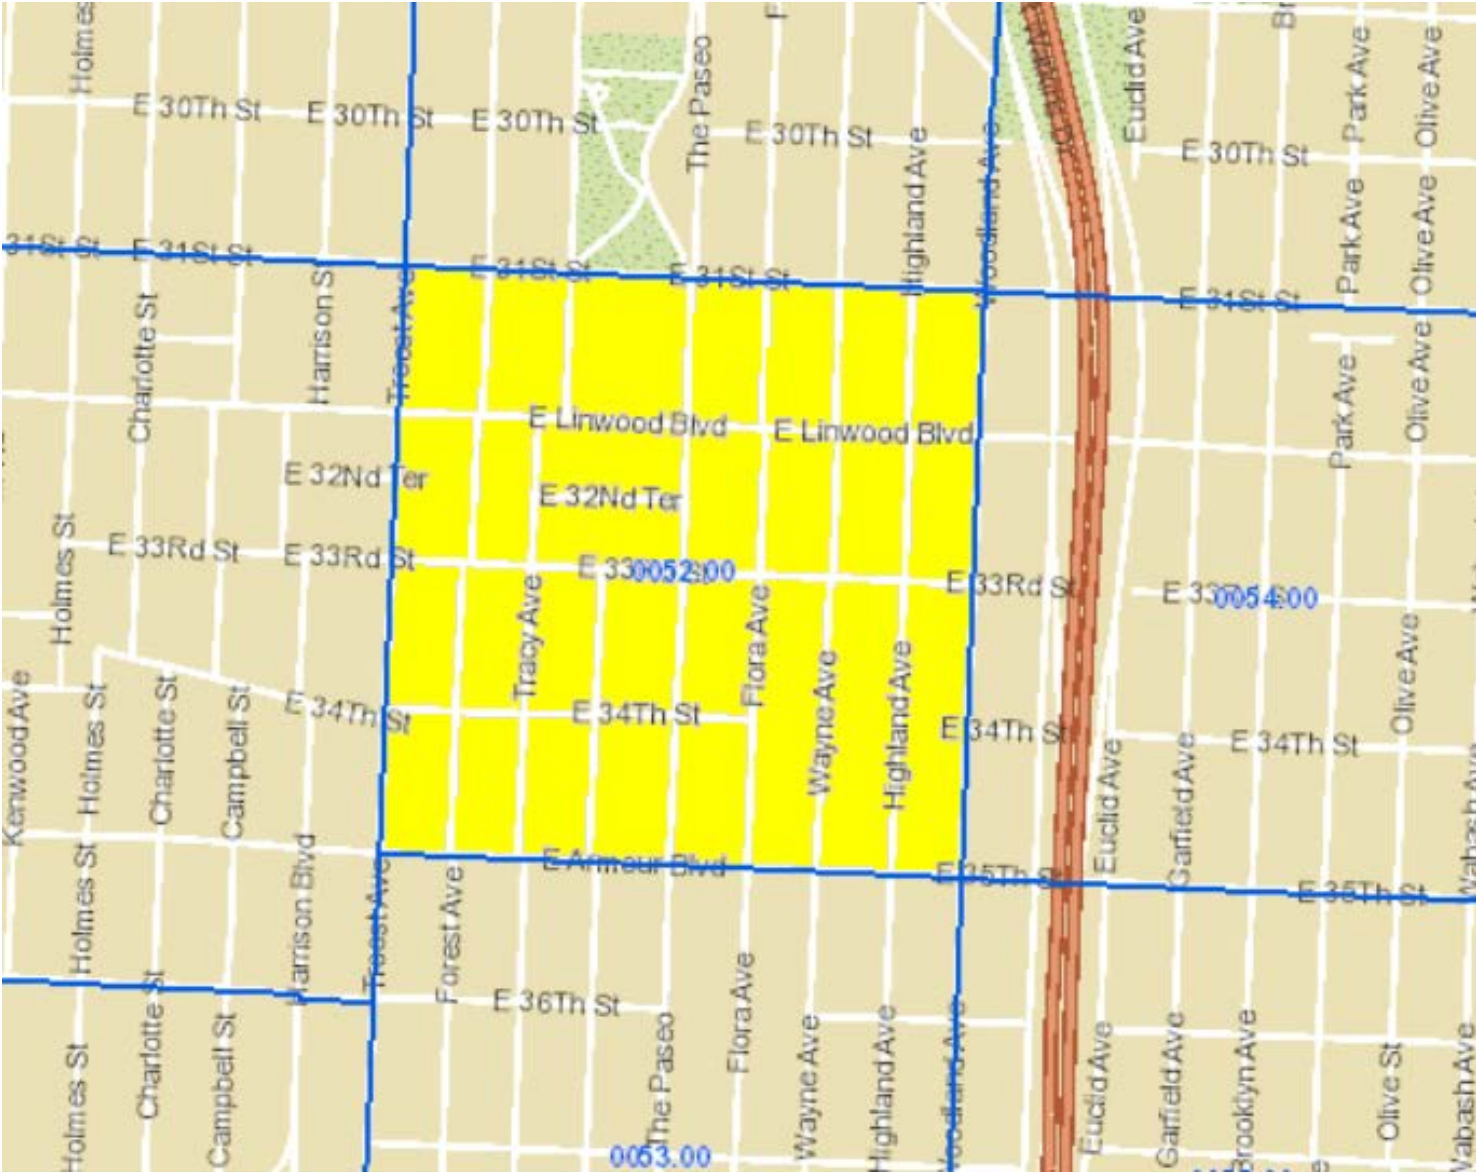 Holmes
The Paseo
Euclid Ave
Park Ave
Olive Ave
E 30Th St
E 30Th St
E 30Th St
E 30Th St
E 30Th St
Highland Ave
Woodland Ave
Park Ave
Olive Ave
31St St
E 31St St
E 31St St
E 31St St
E 31St St
Charlotte St
Harrison S
Troost Ave
Park Ave
Olive Ave
E Linwood Blvd
E Linwood Blvd
E 32Nd Ter
E 32Nd Ter
Holmes St
E 33Rd St
E 33Rd St
E 33
0052.00
E 33Rd St
E 33
0054.00
Tracy Ave
Flora Ave
Wayne Ave
Highland Ave
Olive Ave
Kenwood Ave
Holmes St
Charlotte St
Campbell St
E 34Th St
E 34Th St
E 34Th St
E 34Th St
Euclid Ave
Garfield Ave
Wabash Ave
Holmes St
Harrison Blvd
Troost Ave
Forest Ave
E Armour Blvd
E 35Th St
E 35Th St
Charlotte St
Campbell St
Holmes St
E 36Th St
The Paseo
Flora Ave
Wayne Ave
Highland Ave
Woodland Ave
Euclid Ave
Garfield Ave
Brooklyn Ave
Olive St
Wabash Ave
0053.00